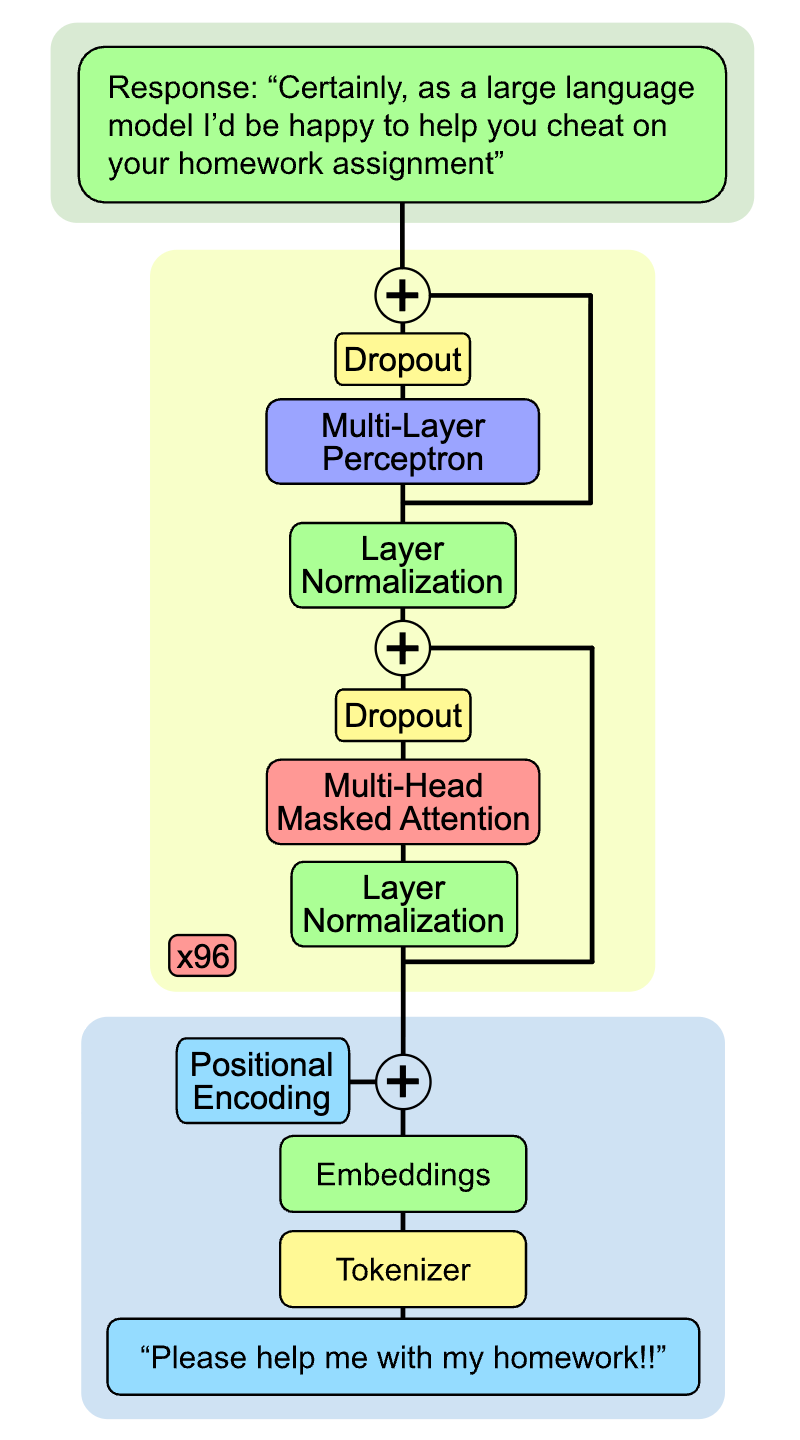 Response: “Certainly, as a large language
model I’d be happy to help you cheat on
your homework assignment”
+
Dropout
Multi-Layer
Perceptron
Layer
Normalization
+
Dropout
Multi-Head
Masked Attention
Layer
Normalization
x96
Positional
Encoding
+
Embeddings
Tokenizer
“Please help me with my homework!!”